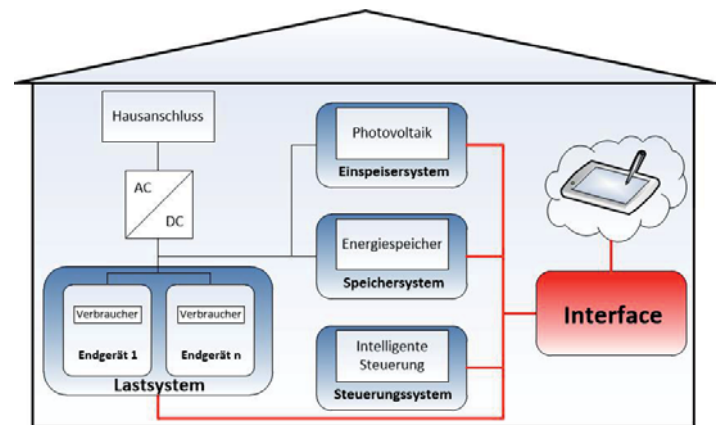 Hausanschluss
AC
DC
Verbraucher
Endgerät 1
Verbraucher
Endgerät n
Lastsystem
Photovoltaik
Einspeisersystem
Energiespeicher
Speichersystem
Intelligente
Steuerung
Steuerungssystem
Interface